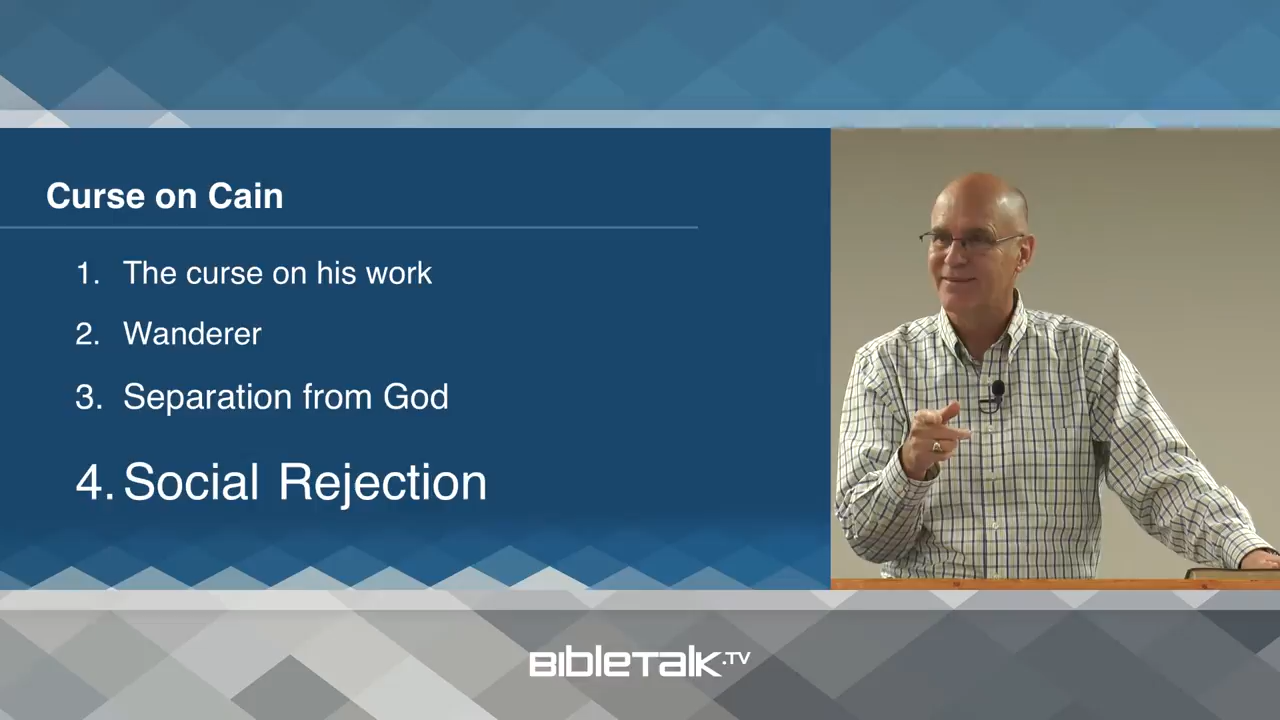 Curse on Cain
1. The curse on his work
2. Wanderer
3. Separation from God
4. Social Rejection
BIBLETALK.TV